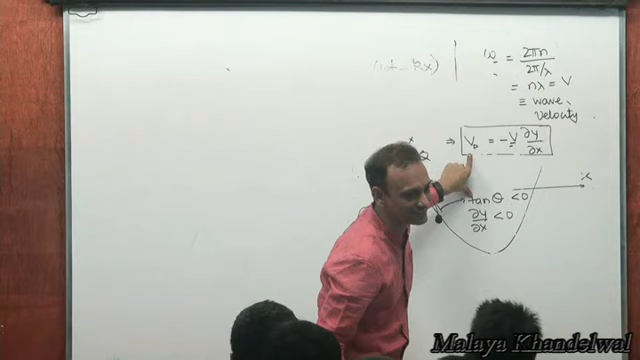 (ωt - kx)
ω = 2πn
2π/λ
= nλ = V
≡ wave
velocity
⇒ Vp = -V ∂y/∂x
θ
x
tanθ < 0
∂y/∂x < 0
Malaya Khandelwal